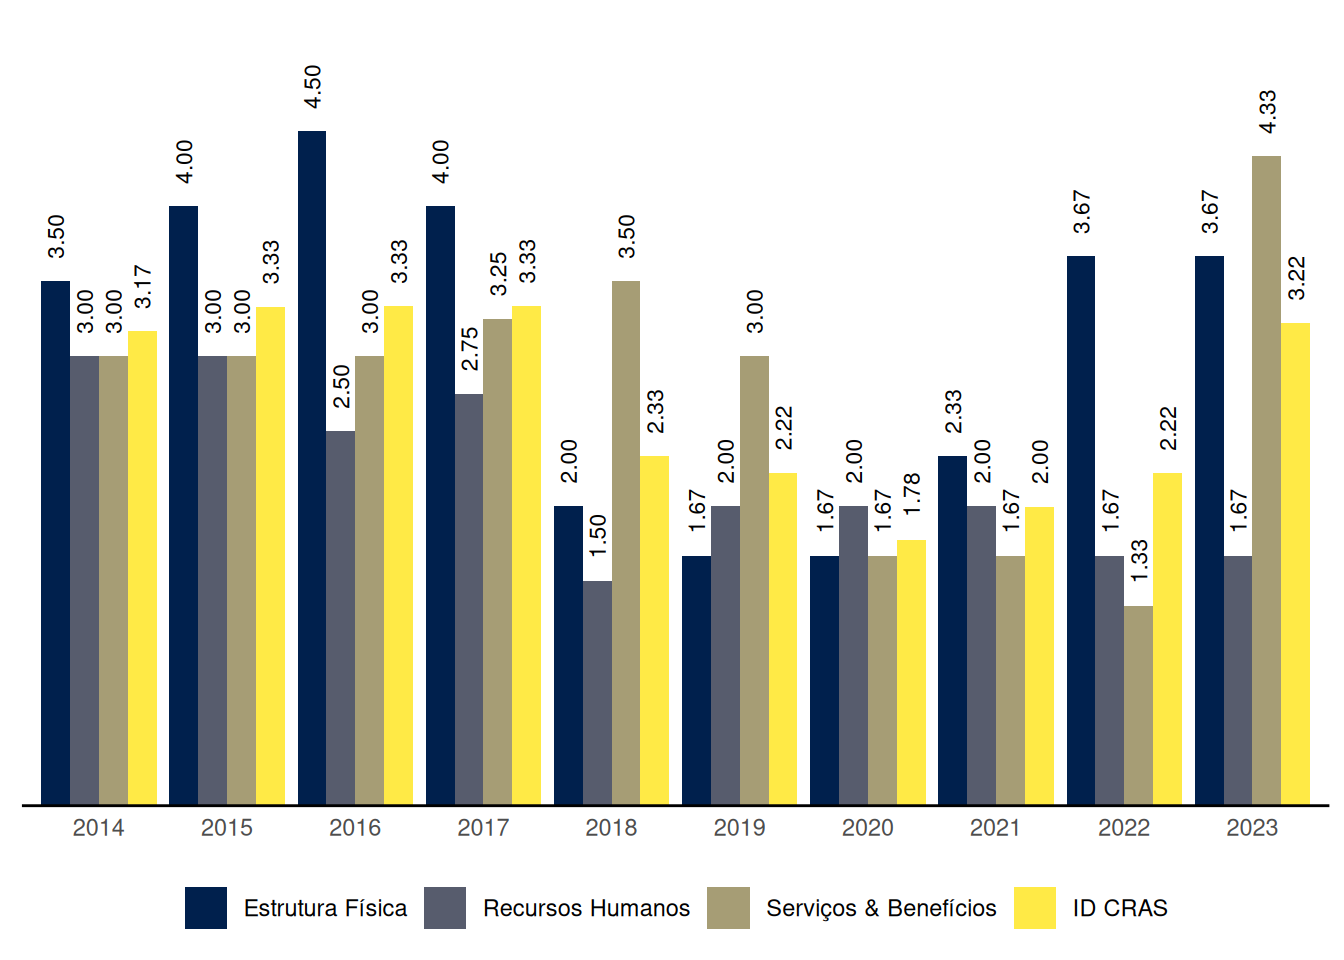 3.50 3.00 3.00 3.17 4.00 3.00 3.00 3.33 4.50 2.50 3.00 3.33 4.00 2.75 3.25 3.33 2.00 1.50 3.50 2.33 1.67 2.00 3.00 2.22 1.67 2.00 1.67 1.78 2.33 2.00 1.67 2.00 3.67 1.67 1.33 2.22 3.67 1.67 4.33 3.22
2014 2015 2016 2017 2018 2019 2020 2021 2022 2023
Estrutura Física Recursos Humanos Serviços & Benefícios ID CRAS